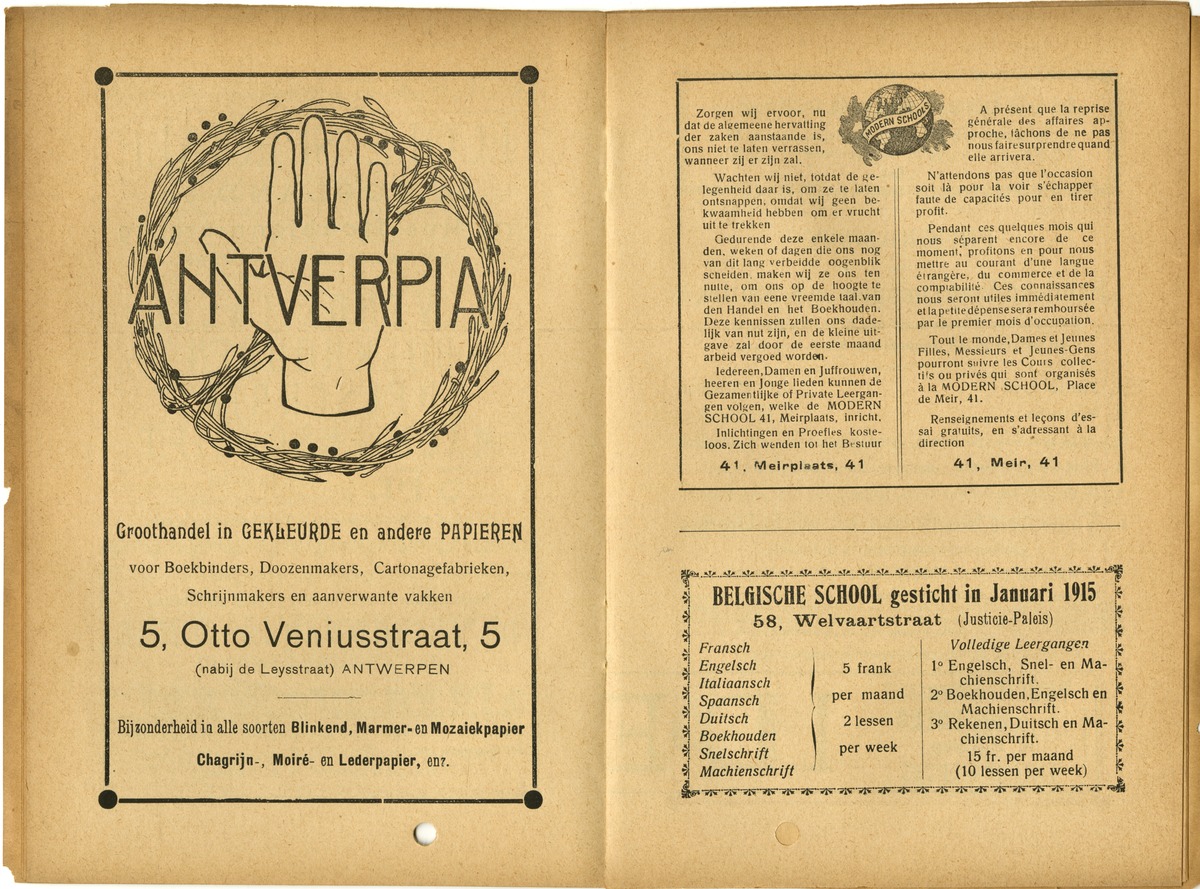 ANTVERPIA
Groothandel in GEKLEURDE en andere PAPIEREN
voor Boekbinders, Doozenmakers, Cartonagefabrieken,
Schrijnmakers en aanverwante vakken
5, Otto Veniusstraat, 5
(nabij de Leysstraat) ANTWERPEN
Bijzonderheid in alle soorten Blinkend, Marmer- en Mozaiekpapier
Chagrijn-, Moiré- en Lederpapier, enz.
MODERN SCHOOLS
Zorgen wij ervoor, nu
dat de algemeene hervatting
der zaken aanstaande is,
ons niet te laten verrassen,
wanneer zij er zijn zal.
Wachten wij niet, totdat de ge-
legenheid daar is, om ze te laten
ontsnappen, omdat wij geen be-
kwaamheid hebben om er vrucht
uit te trekken
Gedurende deze enkele maan-
den, weken of dagen die ons nog
van dit lang verbeidde oogenblik
scheiden, maken wij ze ons ten
nutte, om ons op de hoogte te
stellen van eene vreemde taal, van
den Handel en het Boekhouden.
Deze kennissen zullen ons dade-
lijk van nut zijn, en de kleine uit-
gave zal door de eerste maand
arbeid vergoed worden.
Iedereen, Damen en Juffrouwen,
heeren en Jonge lieden kunnen de
Gezamentlijke of Private Leergan-
gen volgen, welke de MODERN
SCHOOL 41, Meirplaats, inricht.
Inlichtingen en Proefles koste-
loos. Zich wenden tot het Bestuur
41, Meirplaats, 41
A présent que la reprise
générale des affaires ap-
proche, tâchons de ne pas
nous faire surprendre quand
elle arrivera.
N'attendons pas que l'occasion
soit là pour la voir s'échapper
faute de capacités pour en tirer
profit.
Pendant ces quelques mois qui
nous séparent encore de ce
moment, profitons en pour nous
mettre au courant d'une langue
étrangère, du commerce et de la
comptabilité. Ces connaissances
nous seront utiles immédiatement
et la petite dépense sera remboursée
par le premier mois d'occupation.
Tout le monde, Dames et Jeunes
Filles, Messieurs et Jeunes-Gens
pourront suivre les Cours collec-
tifs ou privés qui sont organisés
à la MODERN SCHOOL, Place
de Meir, 41.
Renseignements et leçons d'es-
sai gratuits, en s'adressant à la
direction
41, Meir, 41
BELGISCHE SCHOOL gesticht in Januari 1915
58, Welvaartstraat (Justicie-Paleis)
Fransch
Engelsch
Italiaansch
Spaansch
Duitsch
Boekhouden
Snelschrift
Machienschrift
5 frank
per maand
2 lessen
per week
Volledige Leergangen
1º Engelsch, Snel- en Ma-
chienschrift.
2º Boekhouden, Engelsch en
Machienschrift.
3º Rekenen, Duitsch en Ma-
chienschrift.
15 fr. per maand
(10 lessen per week)